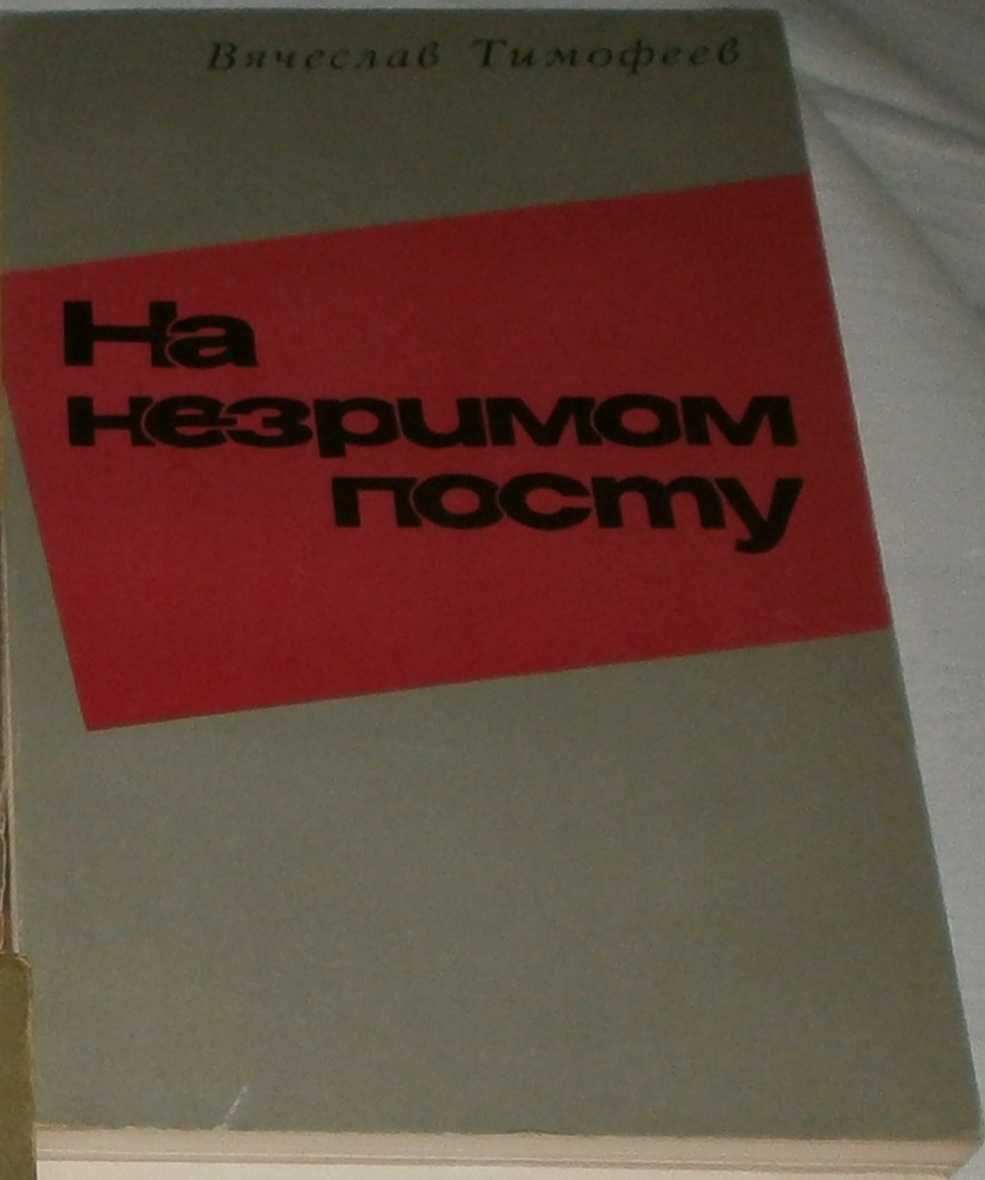 Вячеслав Тимофеев
На
незримом
посту